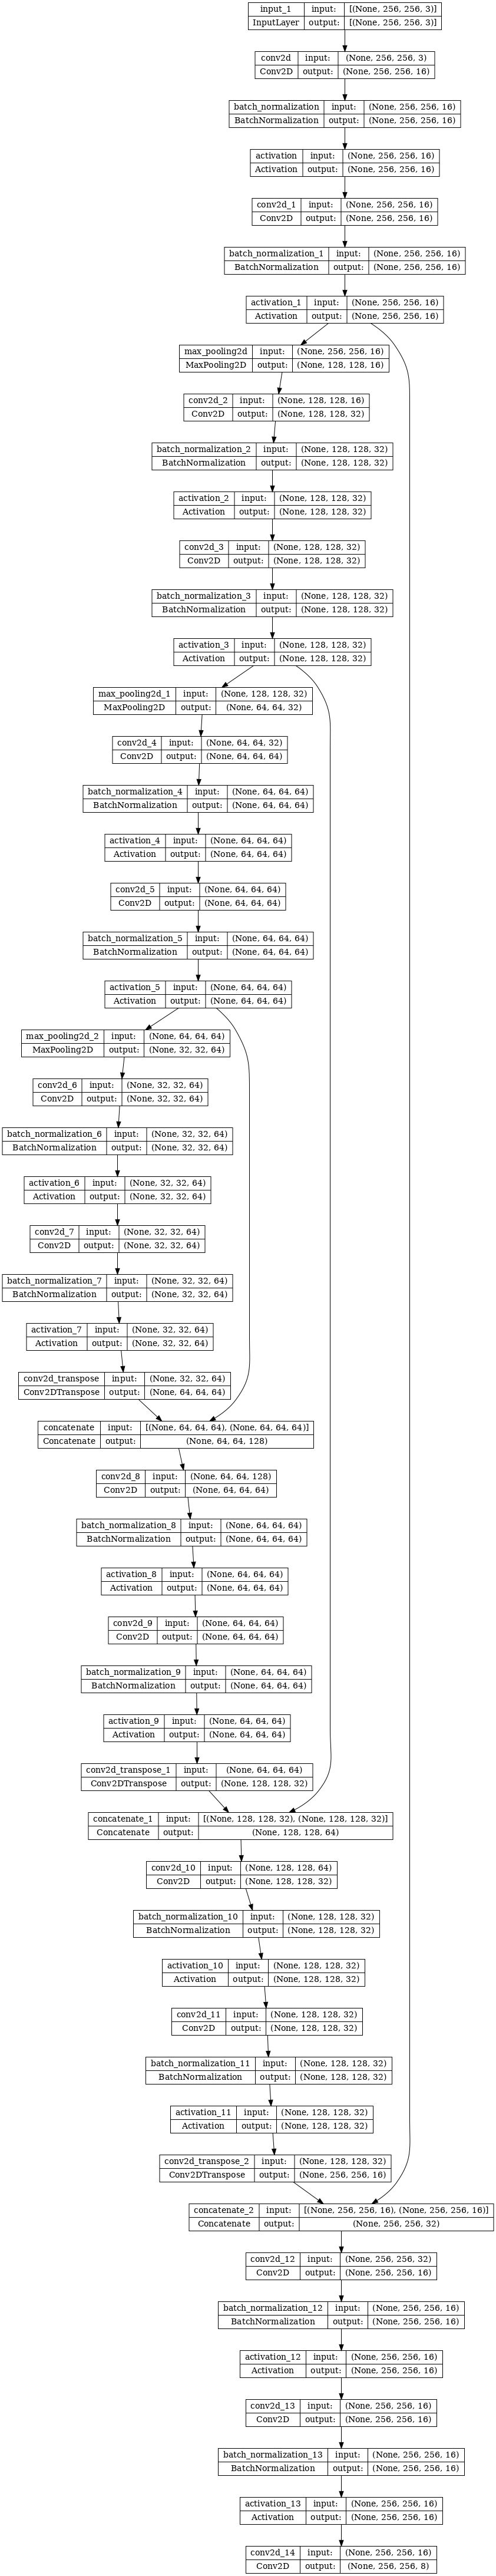 input_1 input: [(None, 256, 256, 3)]
InputLayer output: [(None, 256, 256, 3)]
conv2d input: (None, 256, 256, 3)
Conv2D output: (None, 256, 256, 16)
batch_normalization input: (None, 256, 256, 16)
BatchNormalization output: (None, 256, 256, 16)
activation input: (None, 256, 256, 16)
Activation output: (None, 256, 256, 16)
conv2d_1 input: (None, 256, 256, 16)
Conv2D output: (None, 256, 256, 16)
batch_normalization_1 input: (None, 256, 256, 16)
BatchNormalization output: (None, 256, 256, 16)
activation_1 input: (None, 256, 256, 16)
Activation output: (None, 256, 256, 16)
max_pooling2d input: (None, 256, 256, 16)
MaxPooling2D output: (None, 128, 128, 16)
conv2d_2 input: (None, 128, 128, 16)
Conv2D output: (None, 128, 128, 32)
batch_normalization_2 input: (None, 128, 128, 32)
BatchNormalization output: (None, 128, 128, 32)
activation_2 input: (None, 128, 128, 32)
Activation output: (None, 128, 128, 32)
conv2d_3 input: (None, 128, 128, 32)
Conv2D output: (None, 128, 128, 32)
batch_normalization_3 input: (None, 128, 128, 32)
BatchNormalization output: (None, 128, 128, 32)
activation_3 input: (None, 128, 128, 32)
Activation output: (None, 128, 128, 32)
max_pooling2d_1 input: (None, 128, 128, 32)
MaxPooling2D output: (None, 64, 64, 32)
conv2d_4 input: (None, 64, 64, 32)
Conv2D output: (None, 64, 64, 64)
batch_normalization_4 input: (None, 64, 64, 64)
BatchNormalization output: (None, 64, 64, 64)
activation_4 input: (None, 64, 64, 64)
Activation output: (None, 64, 64, 64)
conv2d_5 input: (None, 64, 64, 64)
Conv2D output: (None, 64, 64, 64)
batch_normalization_5 input: (None, 64, 64, 64)
BatchNormalization output: (None, 64, 64, 64)
activation_5 input: (None, 64, 64, 64)
Activation output: (None, 64, 64, 64)
max_pooling2d_2 input: (None, 64, 64, 64)
MaxPooling2D output: (None, 32, 32, 64)
conv2d_6 input: (None, 32, 32, 64)
Conv2D output: (None, 32, 32, 64)
batch_normalization_6 input: (None, 32, 32, 64)
BatchNormalization output: (None, 32, 32, 64)
activation_6 input: (None, 32, 32, 64)
Activation output: (None, 32, 32, 64)
conv2d_7 input: (None, 32, 32, 64)
Conv2D output: (None, 32, 32, 64)
batch_normalization_7 input: (None, 32, 32, 64)
BatchNormalization output: (None, 32, 32, 64)
activation_7 input: (None, 32, 32, 64)
Activation output: (None, 32, 32, 64)
conv2d_transpose input: (None, 32, 32, 64)
Conv2DTranspose output: (None, 64, 64, 64)
concatenate input: [(None, 64, 64, 64), (None, 64, 64, 64)]
Concatenate output: (None, 64, 64, 128)
conv2d_8 input: (None, 64, 64, 128)
Conv2D output: (None, 64, 64, 64)
batch_normalization_8 input: (None, 64, 64, 64)
BatchNormalization output: (None, 64, 64, 64)
activation_8 input: (None, 64, 64, 64)
Activation output: (None, 64, 64, 64)
conv2d_9 input: (None, 64, 64, 64)
Conv2D output: (None, 64, 64, 64)
batch_normalization_9 input: (None, 64, 64, 64)
BatchNormalization output: (None, 64, 64, 64)
activation_9 input: (None, 64, 64, 64)
Activation output: (None, 64, 64, 64)
conv2d_transpose_1 input: (None, 64, 64, 64)
Conv2DTranspose output: (None, 128, 128, 32)
concatenate_1 input: [(None, 128, 128, 32), (None, 128, 128, 32)]
Concatenate output: (None, 128, 128, 64)
conv2d_10 input: (None, 128, 128, 64)
Conv2D output: (None, 128, 128, 32)
batch_normalization_10 input: (None, 128, 128, 32)
BatchNormalization output: (None, 128, 128, 32)
activation_10 input: (None, 128, 128, 32)
Activation output: (None, 128, 128, 32)
conv2d_11 input: (None, 128, 128, 32)
Conv2D output: (None, 128, 128, 32)
batch_normalization_11 input: (None, 128, 128, 32)
BatchNormalization output: (None, 128, 128, 32)
activation_11 input: (None, 128, 128, 32)
Activation output: (None, 128, 128, 32)
conv2d_transpose_2 input: (None, 128, 128, 32)
Conv2DTranspose output: (None, 256, 256, 16)
concatenate_2 input: [(None, 256, 256, 16), (None, 256, 256, 16)]
Concatenate output: (None, 256, 256, 32)
conv2d_12 input: (None, 256, 256, 32)
Conv2D output: (None, 256, 256, 16)
batch_normalization_12 input: (None, 256, 256, 16)
BatchNormalization output: (None, 256, 256, 16)
activation_12 input: (None, 256, 256, 16)
Activation output: (None, 256, 256, 16)
conv2d_13 input: (None, 256, 256, 16)
Conv2D output: (None, 256, 256, 16)
batch_normalization_13 input: (None, 256, 256, 16)
BatchNormalization output: (None, 256, 256, 16)
activation_13 input: (None, 256, 256, 16)
Activation output: (None, 256, 256, 16)
conv2d_14 input: (None, 256, 256, 16)
Conv2D output: (None, 256, 256, 8)